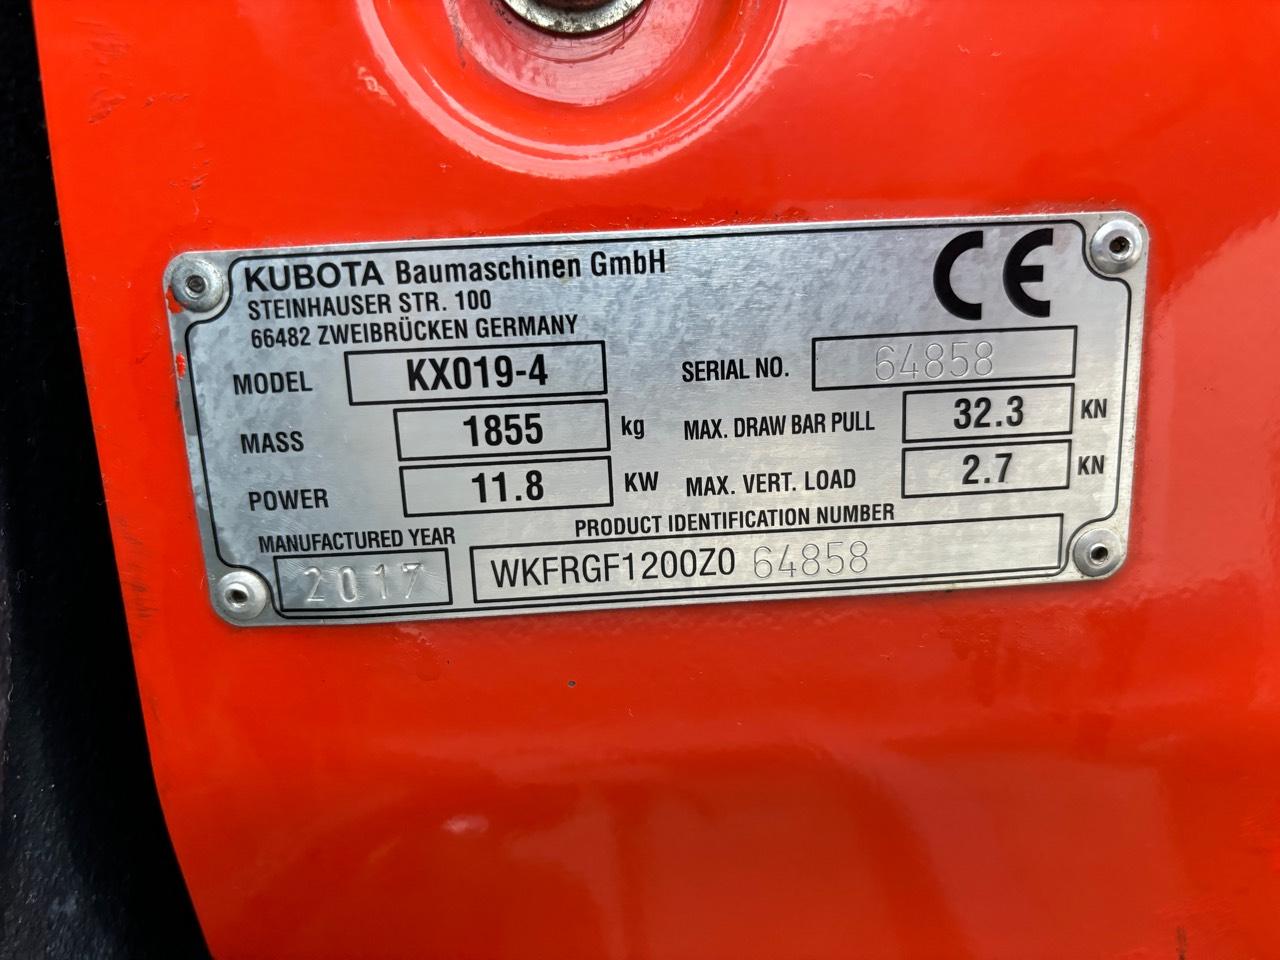 KUBOTA Baumaschinen GmbH CE
STEINHAUSER STR. 100
66482 ZWEIBRÜCKEN GERMANY
MODEL KX019-4 SERIAL NO. 64858
MASS 1855 kg MAX. DRAW BAR PULL 32.3 KN
POWER 11.8 KW MAX. VERT. LOAD 2.7 KN
MANUFACTURED YEAR PRODUCT IDENTIFICATION NUMBER
2017 WKFRGF1200Z0 64858